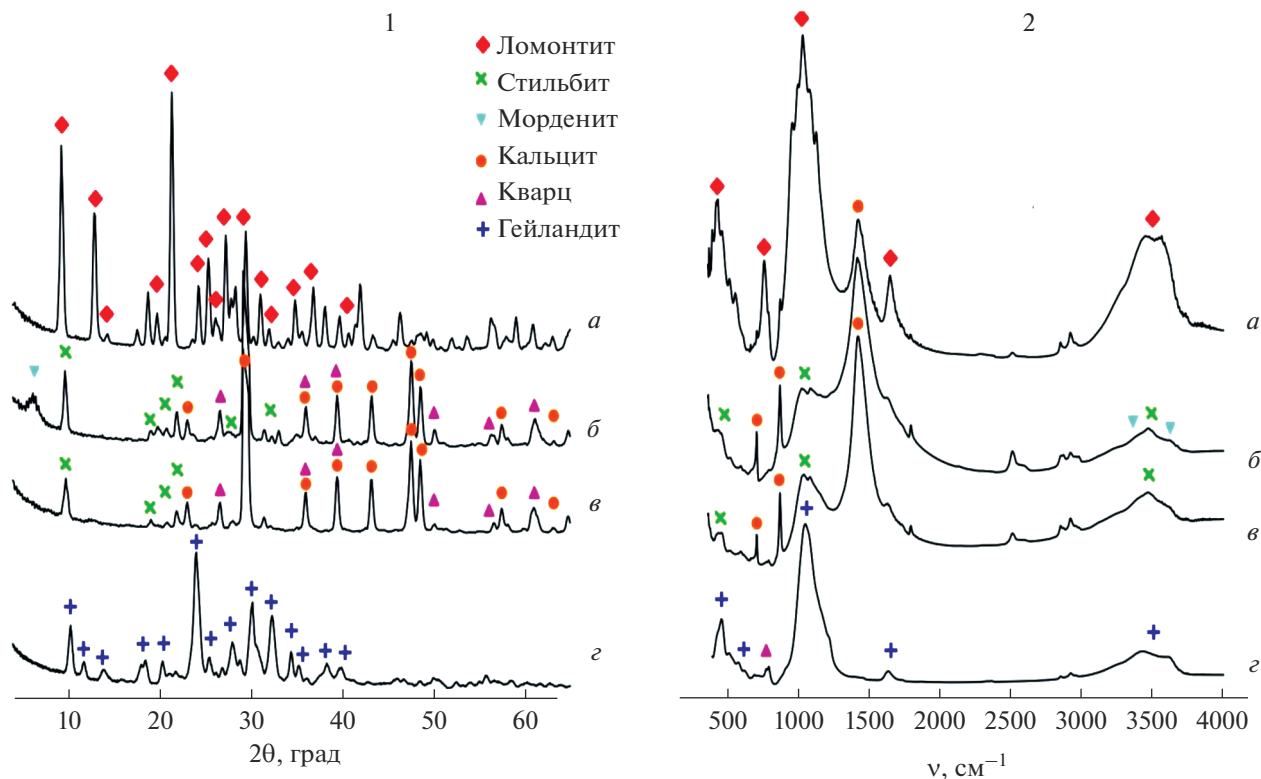 1
Ломонтит
Стильбит
Морденит
Кальцит
Кварц
Гейландит
а
б
в
г
10 20 30 40 50 60
2θ, град
2
а
б
в
г
500 1000 1500 2000 2500 3000 3500 4000
ν, см⁻¹